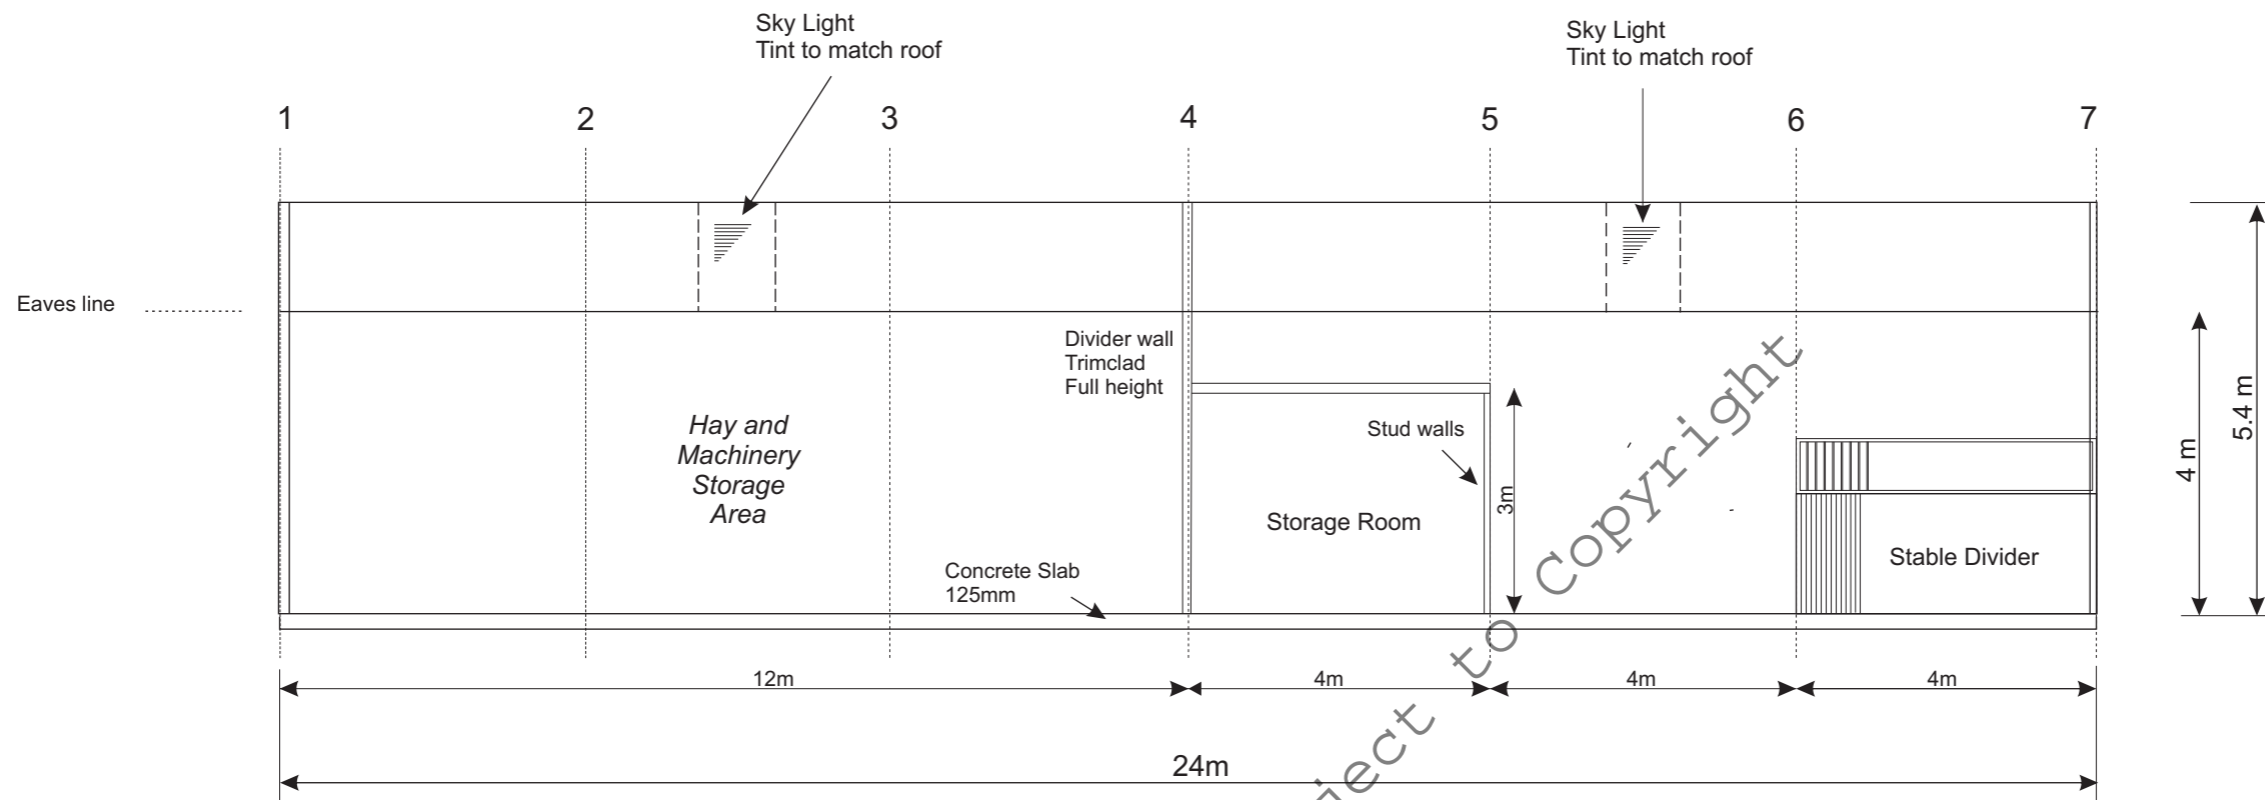 Sky Light
Tint to match roof
Sky Light
Tint to match roof
1
2
3
4
5
6
7
Eaves line
Divider wall
Trimclad
Full height
Hay and
Machinery
Storage
Area
Stud walls
3m
Storage Room
Stable Divider
Concrete Slab
125mm
4 m
5.4 m
12m
4m
4m
4m
24m
to Copyright